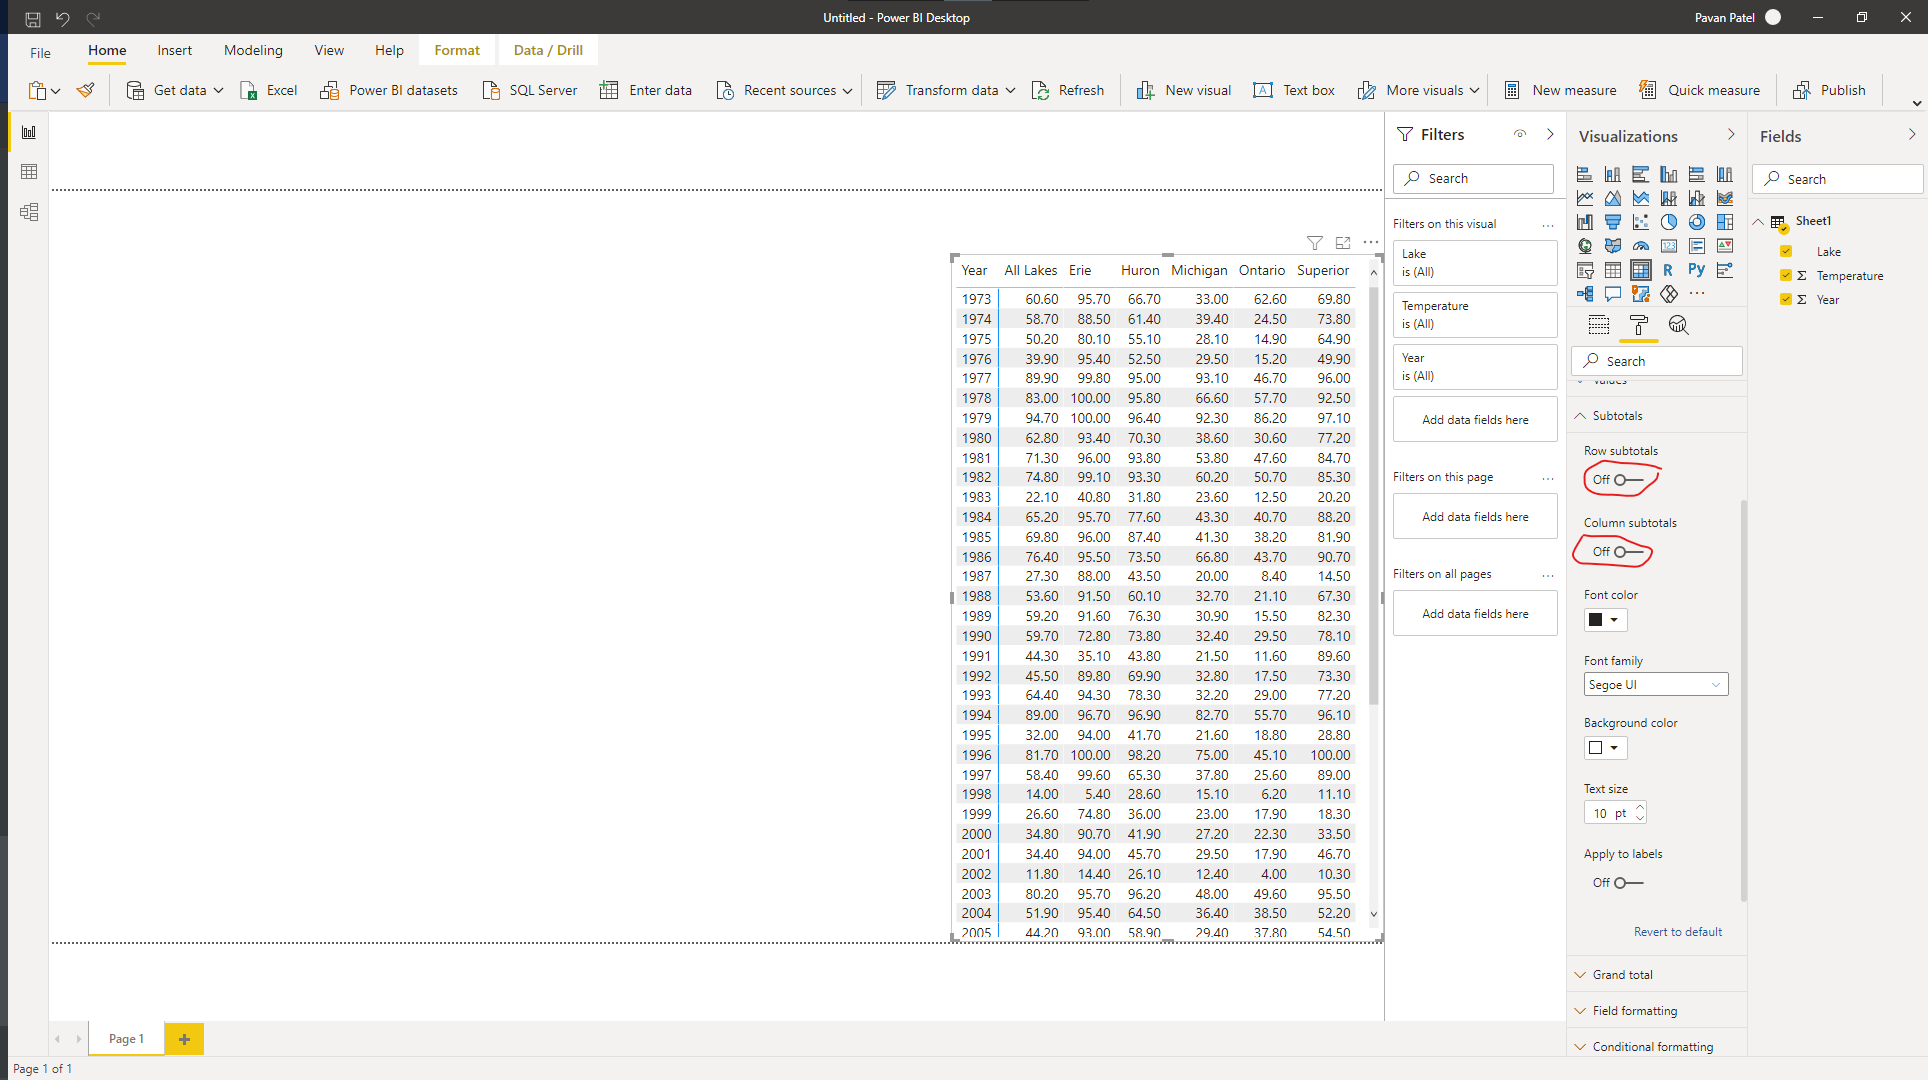 Untitled - Power BI Desktop
Pavan Patel
File Home Insert Modeling View Help Format Data / Drill
Get data Excel Power BI datasets SQL Server Enter data Recent sources Transform data Refresh New visual Text box More visuals New measure Quick measure Publish
Filters
Search
Filters on this visual ...
Lake
is (All)
Temperature
is (All)
Year
is (All)
Add data fields here
Filters on this page ...
Add data fields here
Filters on all pages ...
Add data fields here
Year All Lakes Erie Huron Michigan Ontario Superior
1973 60.60 95.70 66.70 33.00 62.60 69.80
1974 58.70 88.50 61.40 39.40 24.50 73.80
1975 50.20 80.10 55.10 28.10 14.90 64.90
1976 39.90 95.40 52.50 29.50 15.20 49.90
1977 89.90 99.80 95.00 93.10 46.70 96.00
1978 83.00 100.00 95.80 66.60 57.70 92.50
1979 94.70 100.00 96.40 92.30 86.20 97.10
1980 62.80 93.40 70.30 38.60 30.60 77.20
1981 71.30 96.00 93.80 53.80 47.60 84.70
1982 74.80 99.10 93.30 60.20 50.70 85.30
1983 22.10 40.80 31.80 23.60 12.50 20.20
1984 65.20 95.70 77.60 43.30 40.70 88.20
1985 69.80 96.00 87.40 41.30 38.20 81.90
1986 76.40 95.50 73.50 66.80 43.70 90.70
1987 27.30 88.00 43.50 20.00 8.40 14.50
1988 53.60 91.50 60.10 32.70 21.10 67.30
1989 59.20 91.60 76.30 30.90 15.50 82.30
1990 59.70 72.80 73.80 32.40 29.50 78.10
1991 44.30 35.10 43.80 21.50 11.60 89.60
1992 45.50 89.80 69.90 32.80 17.50 73.30
1993 64.40 94.30 78.30 32.20 29.00 77.20
1994 89.00 96.70 96.90 82.70 55.70 96.10
1995 32.00 94.00 41.70 21.60 18.80 28.80
1996 81.70 100.00 98.20 75.00 45.10 100.00
1997 58.40 99.60 65.30 37.80 25.60 89.00
1998 14.00 5.40 28.60 15.10 6.20 11.10
1999 26.60 74.80 36.00 23.00 17.90 18.30
2000 34.80 90.70 41.90 27.20 22.30 33.50
2001 34.40 94.00 45.70 29.50 17.90 46.70
2002 11.80 14.40 26.10 12.40 4.00 10.30
2003 80.20 95.70 96.20 48.00 49.60 95.50
2004 51.90 95.40 64.50 36.40 38.50 52.20
2005 44.20 93.00 58.90 29.40 37.80 54.50
Visualizations
123
R Py
...
Search
Values
Subtotals
Row subtotals
Off
Column subtotals
Off
Font color
Font family
Segoe UI
Background color
Text size
10 pt
Apply to labels
Off
Revert to default
Grand total
Field formatting
Conditional formatting
Fields
Search
Sheet1
Lake
Σ Temperature
Σ Year
Page 1 +
Page 1 of 1